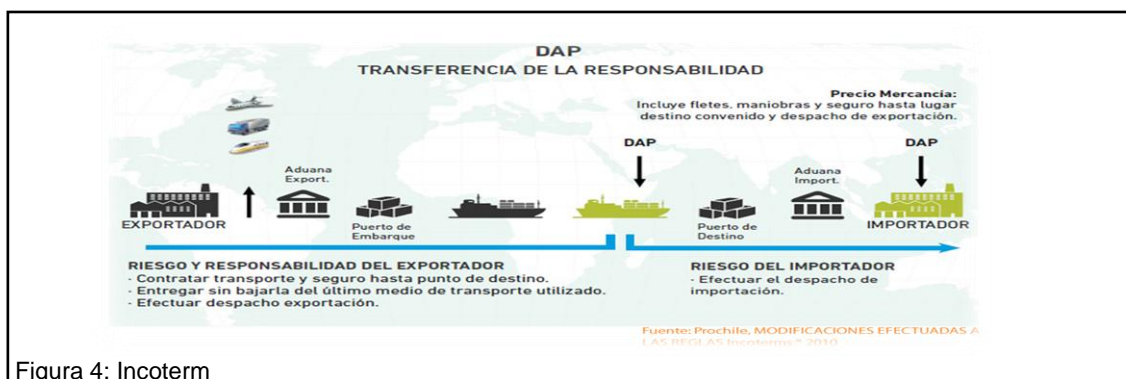 DAP
TRANSFERENCIA DE LA RESPONSABILIDAD
Precio Mercancía:
Incluye fletes, maniobras y seguro hasta lugar
destino convenido y despacho de exportación.
DAP
DAP
Aduana
Export.
Aduana
Import.
EXPORTADOR
Puerto de
Embarque
Puerto de
Destino
IMPORTADOR
RIESGO Y RESPONSABILIDAD DEL EXPORTADOR
- Contratar transporte y seguro hasta punto de destino.
- Entregar sin bajarla del último medio de transporte utilizado.
- Efectuar despacho exportación.
RIESGO DEL IMPORTADOR
- Efectuar el despacho de
importación.
Fuente: Prochile, MODIFICACIONES EFECTUADAS A
LAS REGLAS Incoterms ® 2010
Figura 4: Incoterm